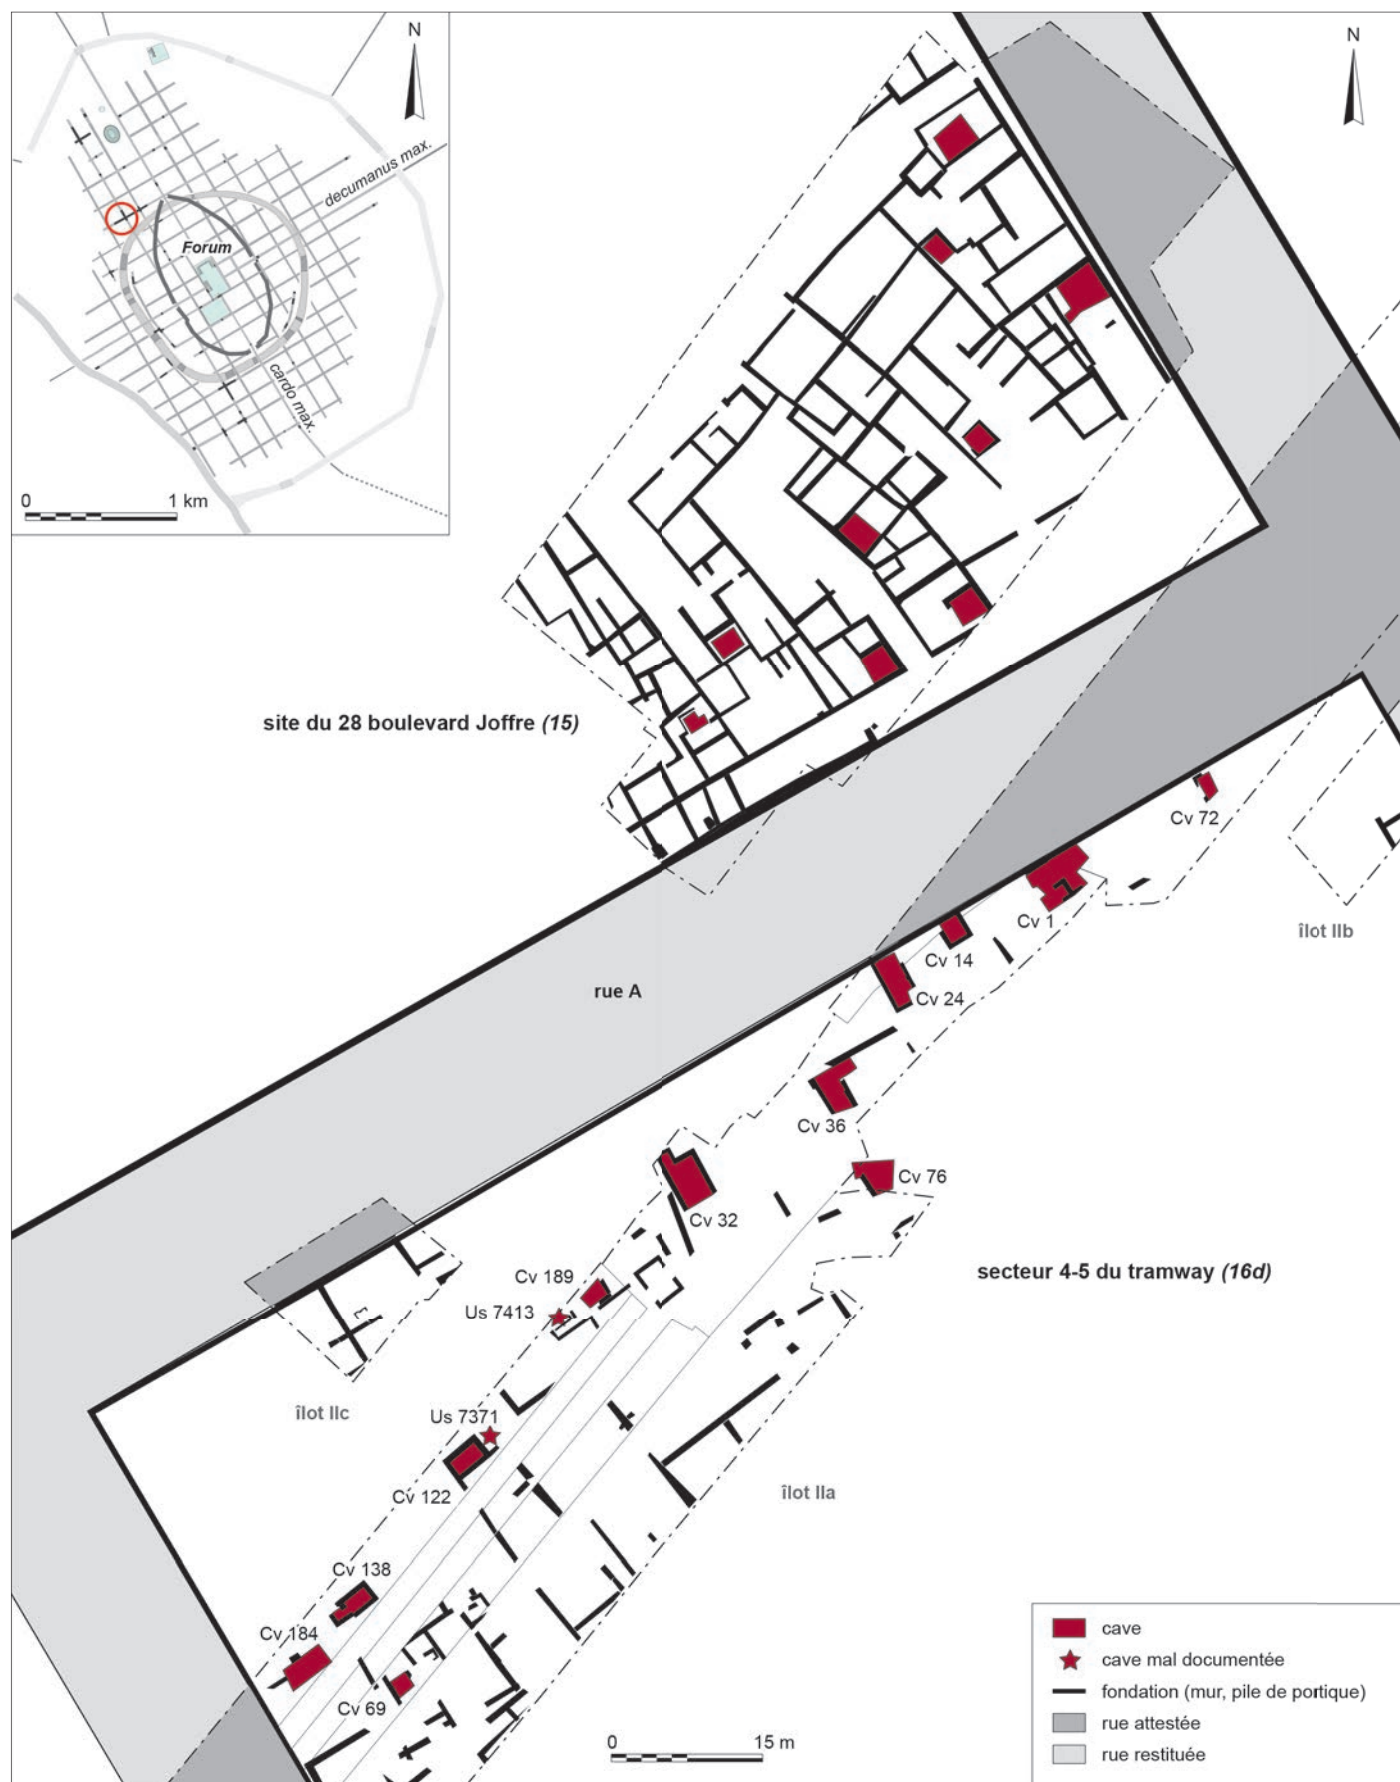 N
decumanus max.
Forum
cardo max.
0 1 km
N
site du 28 boulevard Joffre (15)
Cv 72
Cv 1
îlot IIb
Cv 14
rue A
Cv 24
Cv 36
Cv 76
Cv 32
secteur 4-5 du tramway (16d)
Cv 189
Us 7413
îlot IIc
Us 7371
îlot IIa
Cv 122
Cv 138
Cv 184
Cv 69
0 15 m
cave
cave mal documentée
fondation (mur, pile de portique)
rue attestée
rue restituée